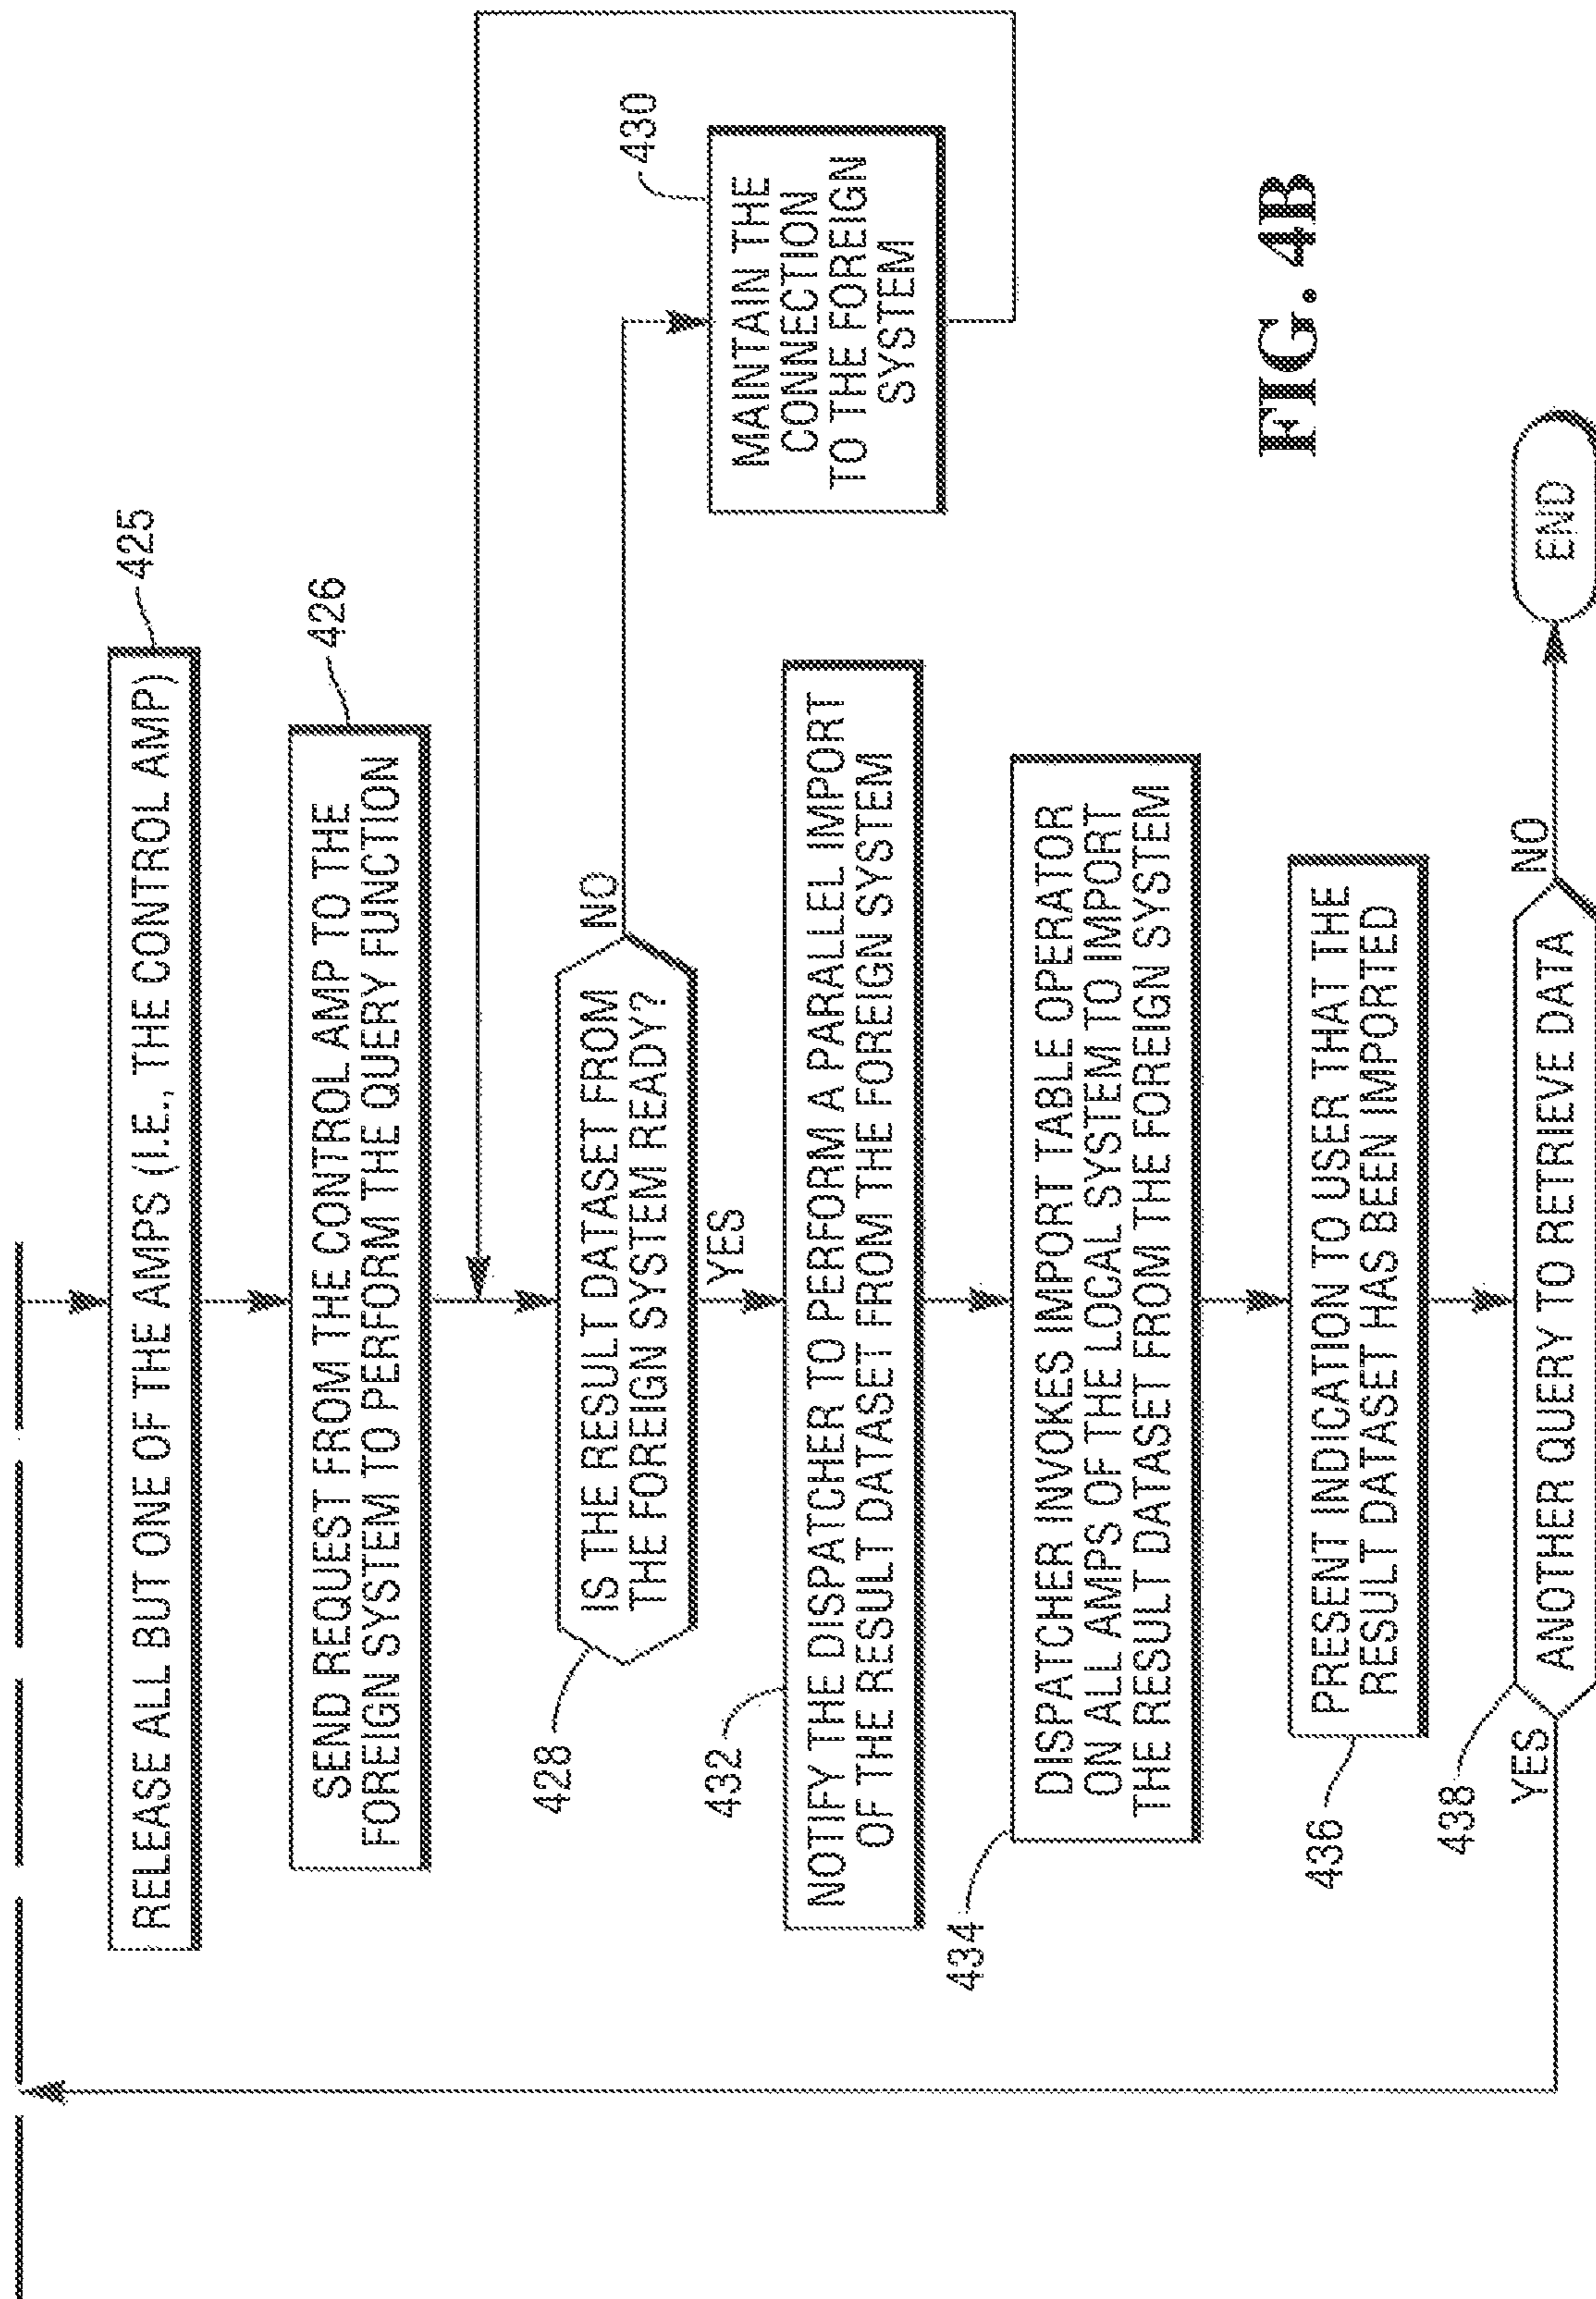 RELEASE ALL BUT ONE OF THE AMPS (I.E., THE CONTROL AMP)
425
SEND REQUEST FROM THE CONTROL AMP TO THE
FOREIGN SYSTEM TO PERFORM THE QUERY FUNCTION
426
IS THE RESULT DATASET FROM
THE FOREIGN SYSTEM READY?
428
NO
YES
MAINTAIN THE
CONNECTION
TO THE FOREIGN
SYSTEM
430
NOTIFY THE DISPATCHER TO PERFORM A PARALLEL IMPORT
OF THE RESULT DATASET FROM THE FOREIGN SYSTEM
432
DISPATCHER INVOKES IMPORT TABLE OPERATOR
ON ALL AMPS OF THE LOCAL SYSTEM TO IMPORT
THE RESULT DATASET FROM THE FOREIGN SYSTEM
434
PRESENT INDICATION TO USER THAT THE
RESULT DATASET HAS BEEN IMPORTED
436
438
YES
ANOTHER QUERY TO RETRIEVE DATA
NO
END
FIG. 4B